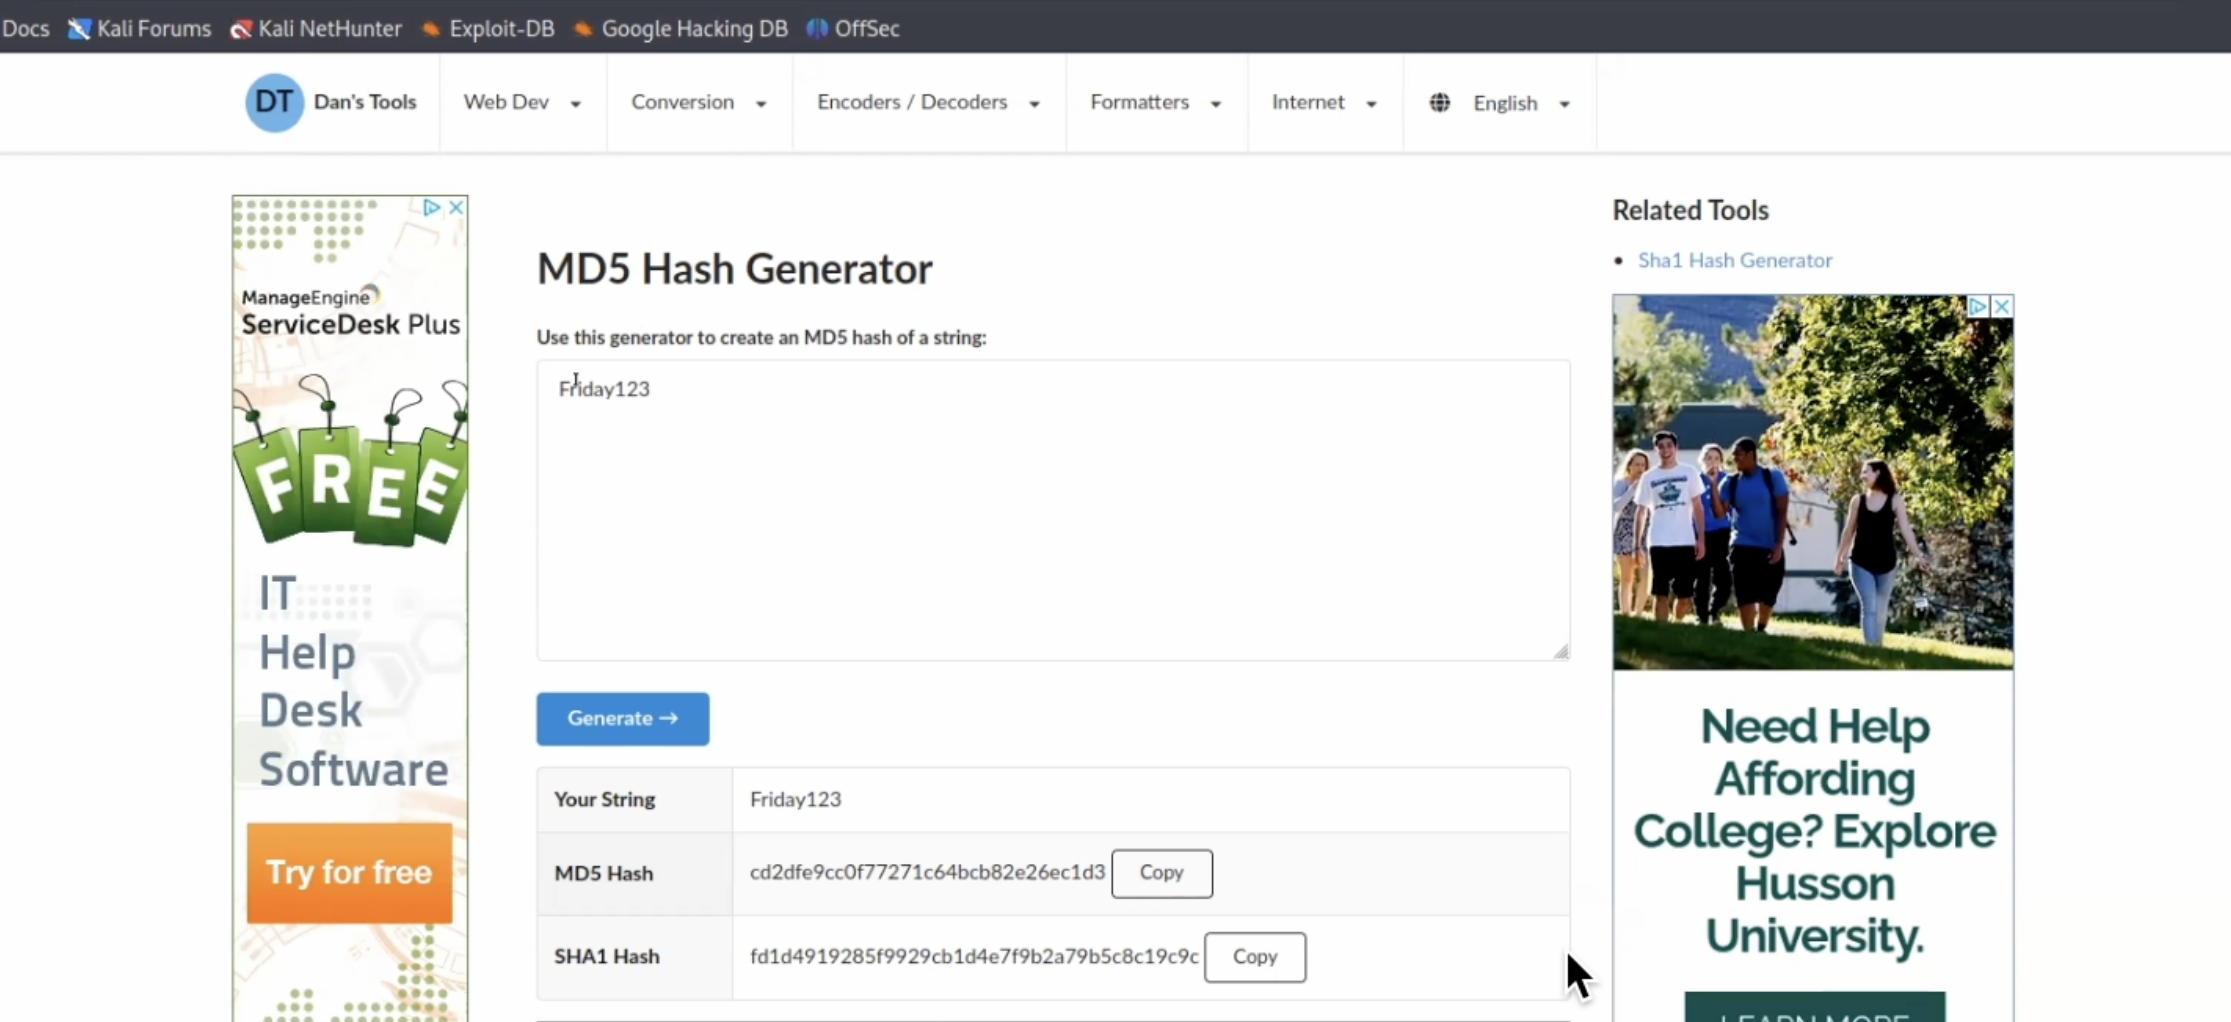 Docs Kali Forums Kali NetHunter Exploit-DB Google Hacking DB OffSec
DT Dan's Tools Web Dev Conversion Encoders / Decoders Formatters Internet English
ManageEngine
ServiceDesk Plus
FREE
IT
Help
Desk
Software
Try for free
MD5 Hash Generator
Use this generator to create an MD5 hash of a string:
Friday123
Generate →
Your String Friday123
MD5 Hash cd2dfe9cc0f77271c64bcb82e26ec1d3 Copy
SHA1 Hash fd1d4919285f9929cb1d4e7f9b2a79b5c8c19c9c Copy
Related Tools
• Sha1 Hash Generator
Need Help
Affording
College? Explore
Husson
University.
LEARN MORE